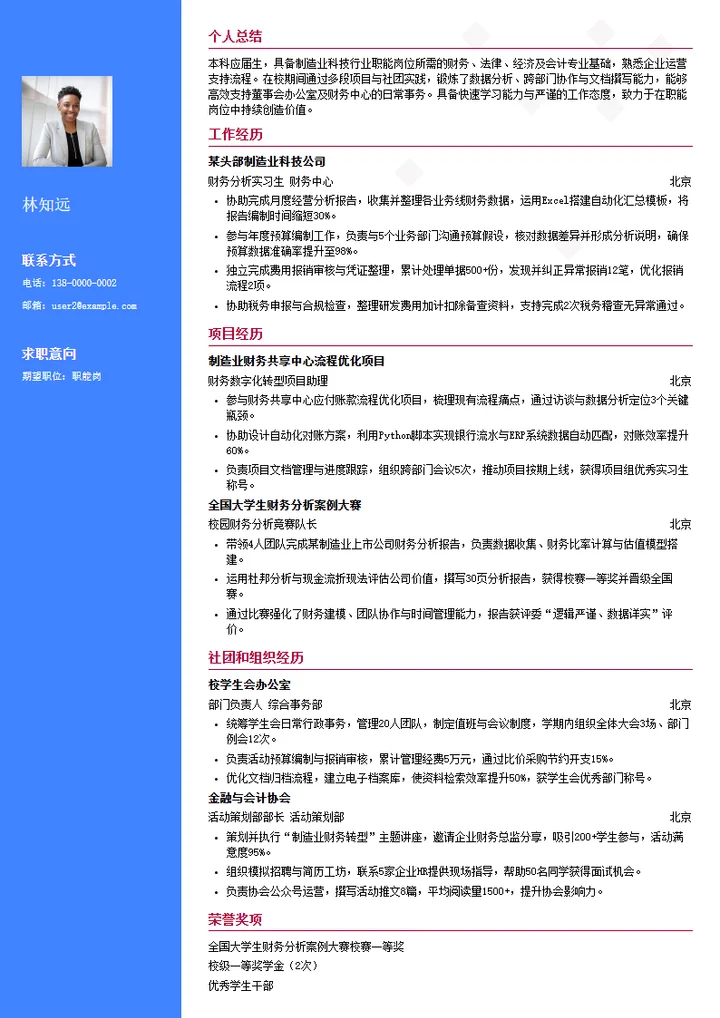 林知远
联系方式
电话: 138-0000-0002
邮箱: user2@example.com
求职意向
期望职位: 职能岗
个人总结
本科应届生，具备制造业科技行业职能岗位所需的财务、法律、经济及会计专业基础，熟悉企业运营
支持流程。在校期间通过多段项目与社团实践，锻炼了数据分析、跨部门协作与文档撰写能力，能够
高效支持董事会办公室及财务中心的日常事务。具备快速学习能力与严谨的工作态度，致力于在职能
岗位中持续创造价值。
工作经历
某头部制造业科技公司
财务分析实习生 财务中心 北京
• 协助完成月度经营分析报告，收集并整理各业务线财务数据，运用Excel搭建自动化汇总模板，将
报告编制时间缩短30%。
• 参与年度预算编制工作，负责与5个业务部门沟通预算假设，核对数据差异并形成分析说明，确保
预算数据准确率提升至98%。
• 独立完成费用报销审核与凭证整理，累计处理单据500+份，发现并纠正异常报销12笔，优化报销
流程2项。
• 协助税务申报与合规检查，整理研发费用加计扣除备查资料，支持完成2次税务稽查无异常通过。
项目经历
制造业财务共享中心流程优化项目
财务数字化转型项目助理 北京
• 参与财务共享中心应付账款流程优化项目，梳理现有流程痛点，通过访谈与数据分析定位3个关键
瓶颈。
• 协助设计自动化对账方案，利用Python脚本实现银行流水与ERP系统数据自动匹配，对账效率提升
60%。
• 负责项目文档管理与进度跟踪，组织跨部门会议5次，推动项目按期上线，获得项目组优秀实习生
称号。
全国大学生财务分析案例大赛
校园财务分析竞赛队长 北京
• 带领4人团队完成某制造业上市公司财务分析报告，负责数据收集、财务比率计算与估值模型搭
建。
• 运用杜邦分析与现金流折现法评估公司价值，撰写30页分析报告，获得校赛一等奖并晋级全国
赛。
• 通过比赛强化了财务建模、团队协作与时间管理能力，报告获评委“逻辑严谨、数据详实”评
价。
社团和组织经历
校学生会办公室
部门负责人 综合事务部 北京
• 统筹学生会日常行政事务，管理20人团队，制定值班与会议制度，学期内组织全体大会3场、部门
例会12次。
• 负责活动预算编制与报销审核，累计管理经费5万元，通过比价采购节约开支15%。
• 优化文档归档流程，建立电子档案库，使资料检索效率提升50%，获学生会优秀部门称号。
金融与会计协会
活动策划部部长 活动策划部 北京
• 策划并执行“制造业财务转型”主题讲座，邀请企业财务总监分享，吸引200+学生参与，活动满
意度95%。
• 组织模拟招聘与简历工坊，联系5家企业HR提供现场指导，帮助50名同学获得面试机会。
• 负责协会公众号运营，撰写活动推文8篇，平均阅读量1500+，提升协会影响力。
荣誉奖项
全国大学生财务分析案例大赛校赛一等奖
校级一等奖学金（2次）
优秀学生干部